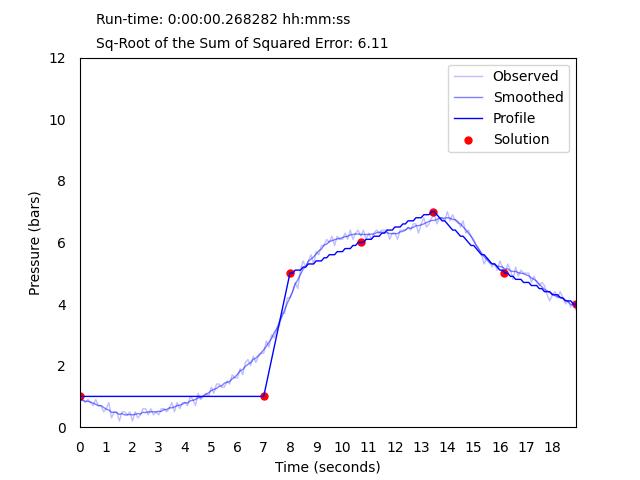 Run-time: 0:00:00.268282 hh:mm:ss
Sq-Root of the Sum of Squared Error: 6.11
12
10
8
6
4
2
0
Pressure (bars)
Observed
Smoothed
Profile
Solution
0 1 2 3 4 5 6 7 8 9 10 11 12 13 14 15 16 17 18
Time (seconds)